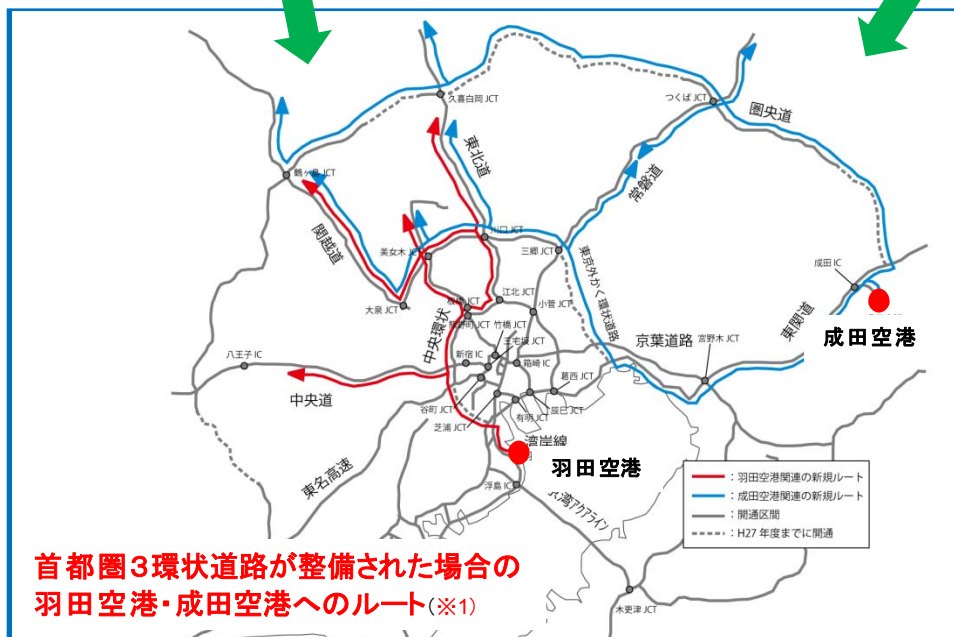 久喜白岡 JCT
つくば JCT
圏央道
東北道
常磐道
鶴ヶ島 JCT
関越道
川口 JCT
美女木 JCT
三郷 JCT
東京外かく環状道路
成田 IC
大泉 JCT
江北 JCT
小菅 JCT
東関道
成田空港
板橋 JCT
熊野町 JCT
竹橋 JCT
三宅坂 JCT
中央環状
京葉道路
宮野木 JCT
八王子 IC
新宿 IC
箱崎 IC
葛西 JCT
中央道
谷町 JCT
辰巳 JCT
有明 JCT
芝浦 JCT
湾岸線
羽田空港
東名高速
浮島 IC
湾アクアライン
木更津 JCT
:羽田空港関連の新規ルート
:成田空港関連の新規ルート
:開通区間
:H27 年度までに開通
首都圏3環状道路が整備された場合の
羽田空港・成田空港へのルート(※1)